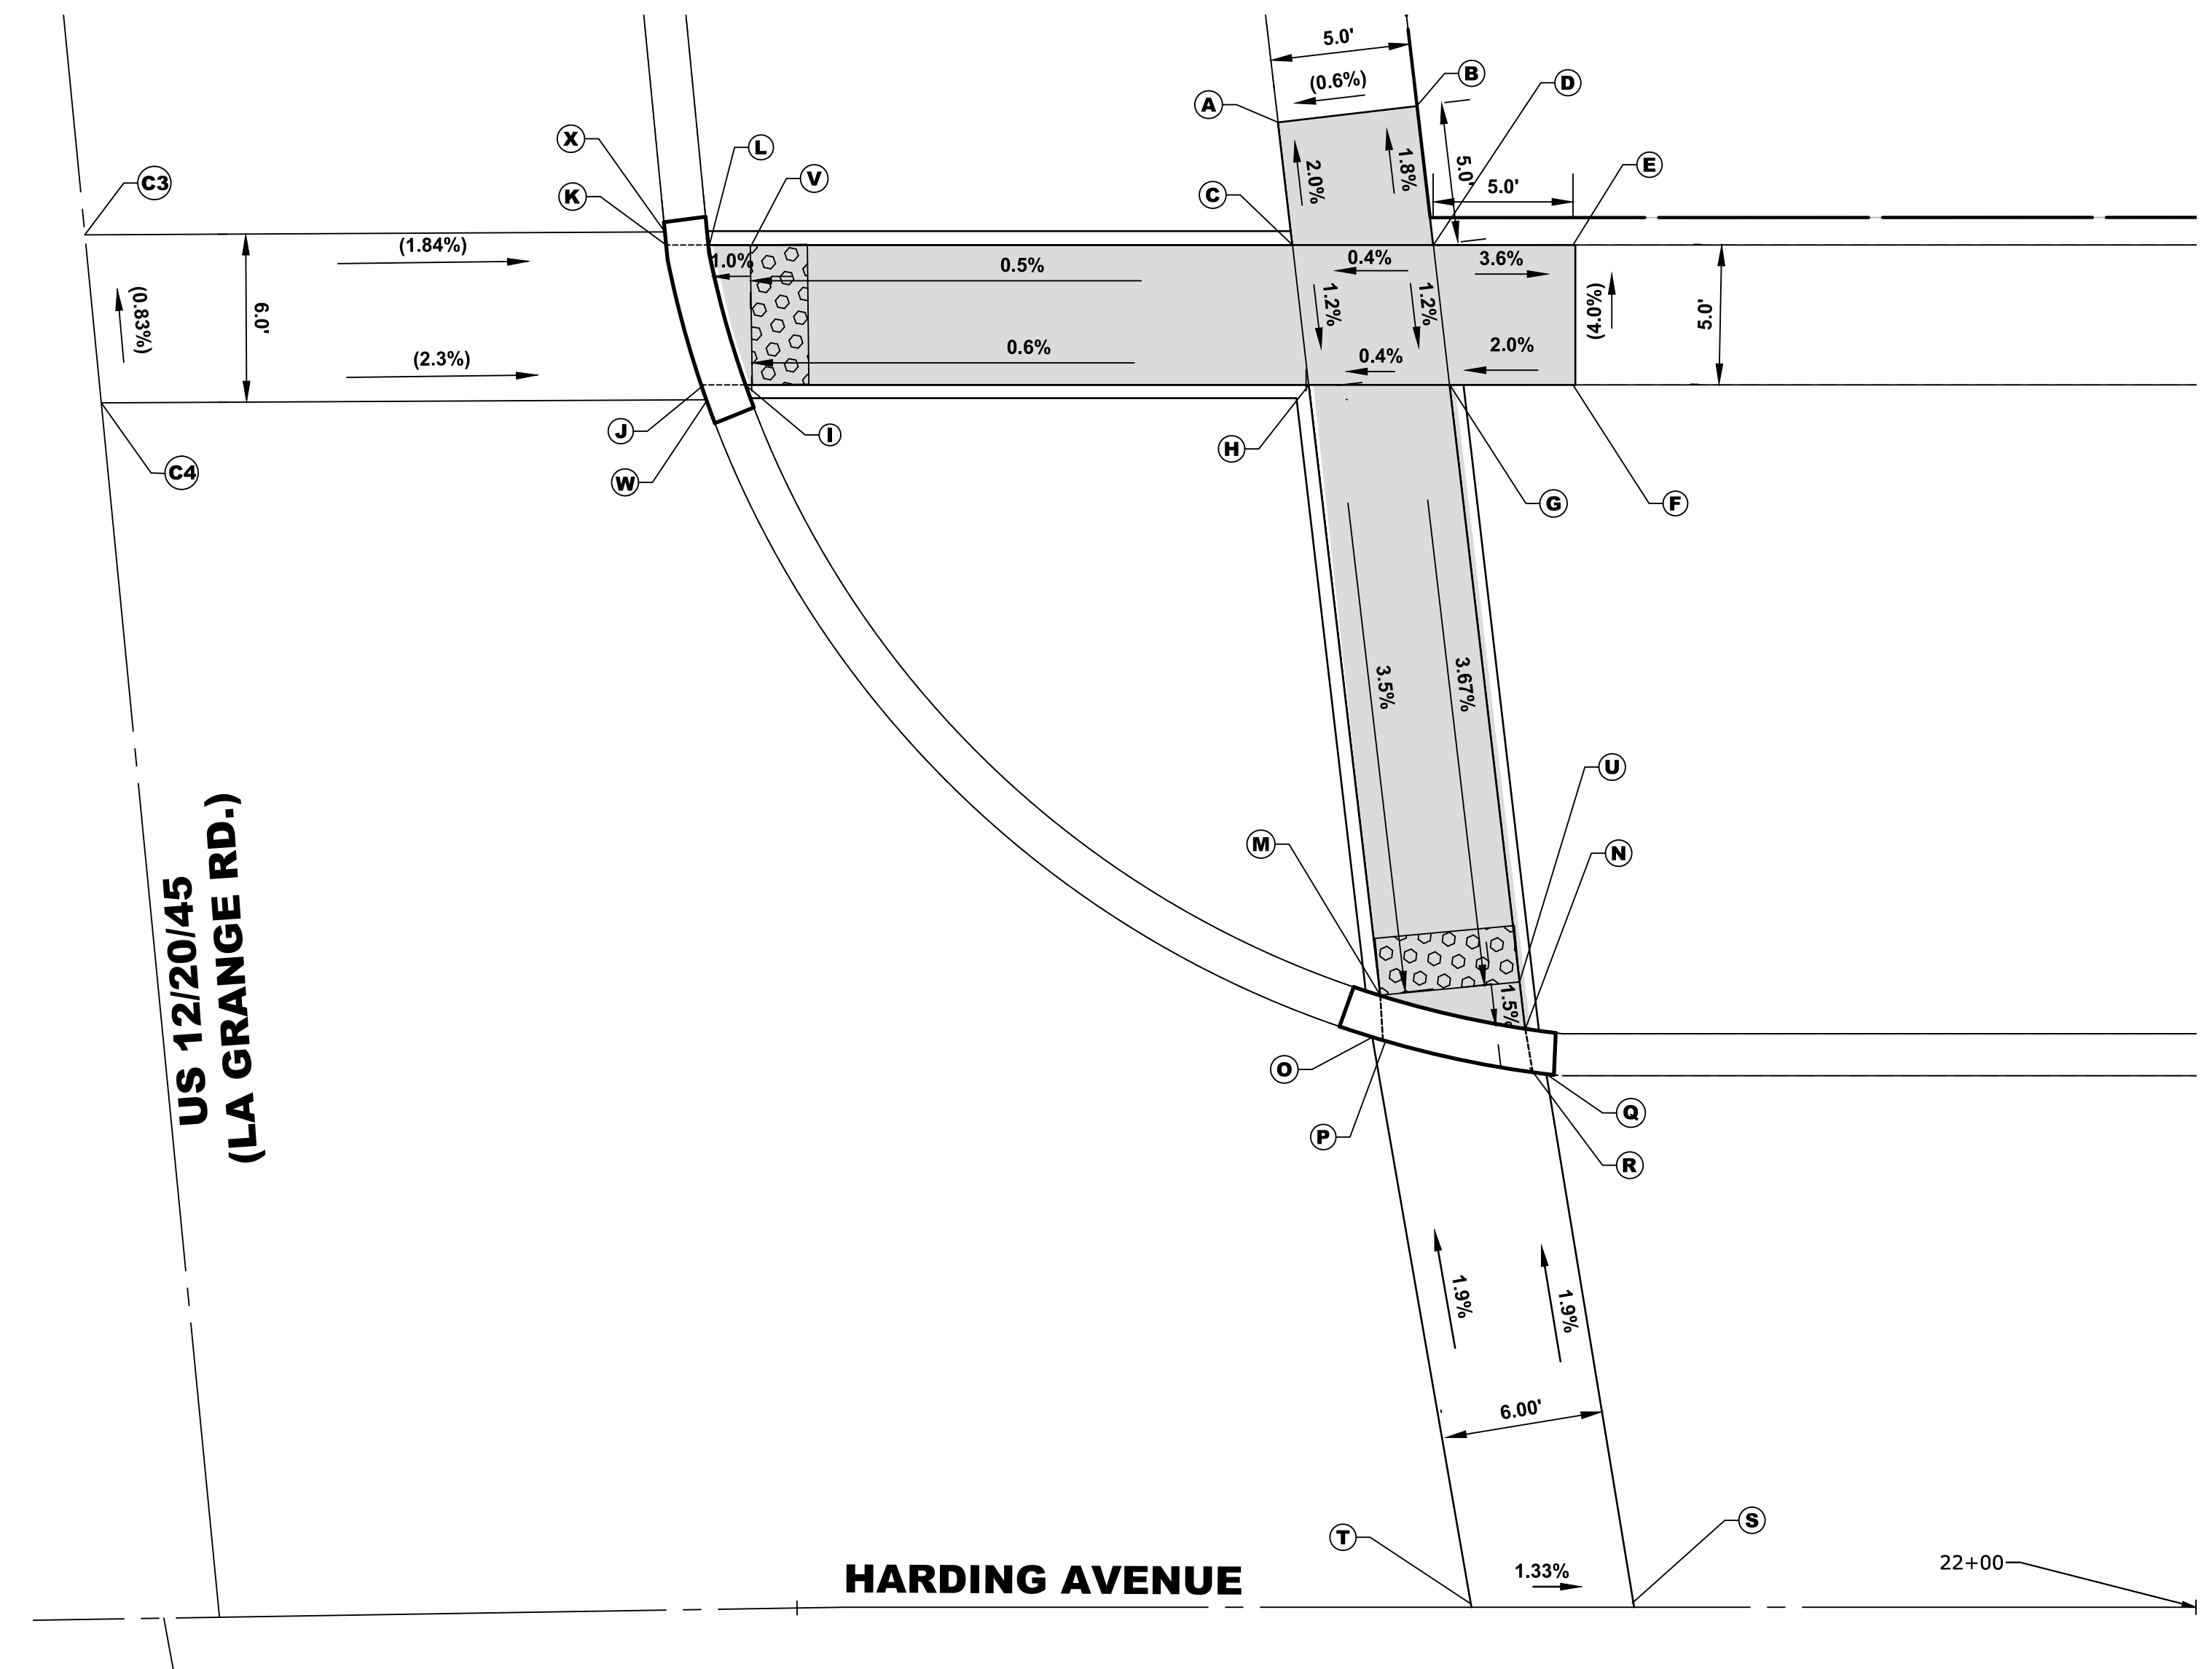 5.0'
(0.6%)
B
D
A
X
L
2.0%
1.8%
5.0'
E
V
C3
K
C
5.0'
(1.84%)
1.0%
0.5%
0.4%
3.6%
(0.83%)
6.0'
1.2%
1.2%
(4.0%)
5.0'
(2.3%)
0.6%
0.4%
2.0%
J
I
H
C4
W
G
F
3.5%
3.67%
U
M
N
US 12/20/45
(LA GRANGE RD.)
1.5%
O
P
Q
R
1.9%
1.9%
6.00'
T
S
1.33%
22+00
HARDING AVENUE